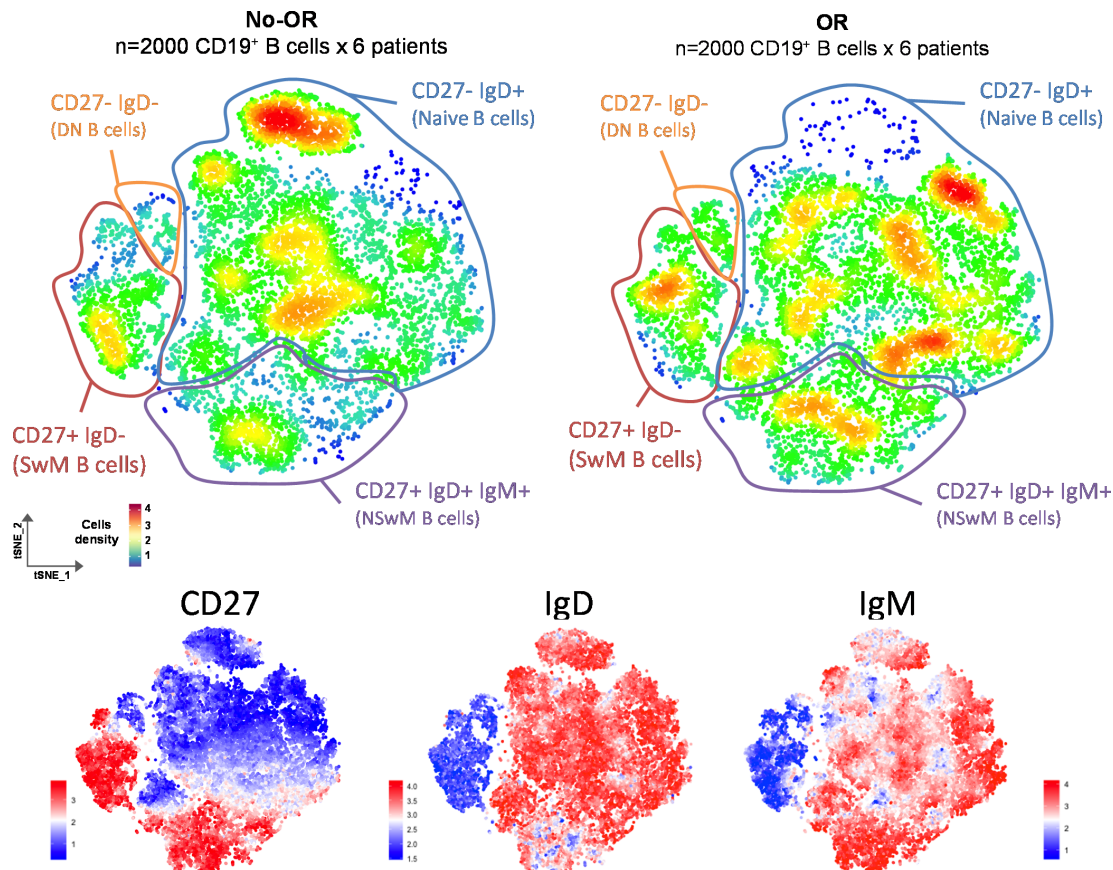 No-OR
n=2000 CD19⁺ B cells x 6 patients
CD27- IgD-
(DN B cells)
CD27- IgD+
(Naive B cells)
CD27+ IgD-
(SwM B cells)
CD27+ IgD+ IgM+
(NSwM B cells)
OR
n=2000 CD19⁺ B cells x 6 patients
CD27- IgD-
(DN B cells)
CD27- IgD+
(Naive B cells)
CD27+ IgD-
(SwM B cells)
CD27+ IgD+ IgM+
(NSwM B cells)
tSNE_2
tSNE_1
Cells
density
4
3
2
1
CD27
3
2
1
IgD
4.0
3.5
3.0
2.5
2.0
1.5
IgM
4
3
2
1